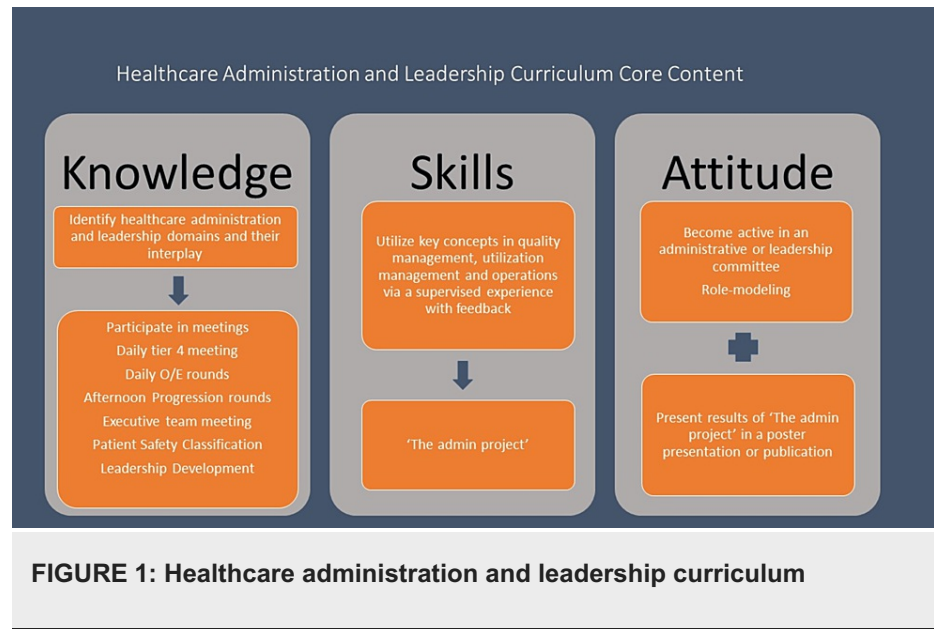 Healthcare Administration and Leadership Curriculum Core Content
Knowledge
Identify healthcare administration
and leadership domains and their
interplay
Participate in meetings
Daily tier 4 meeting
Daily O/E rounds
Afternoon Progression rounds
Executive team meeting
Patient Safety Classification
Leadership Development
Skills
Utilize key concepts in quality
management, utilization
management and operations
via a supervised experience
with feedback
‘The admin project’
Attitude
Become active in an
administrative or leadership
committee
Role-modeling
Present results of ‘The admin
project’ in a poster
presentation or publication
FIGURE 1: Healthcare administration and leadership curriculum